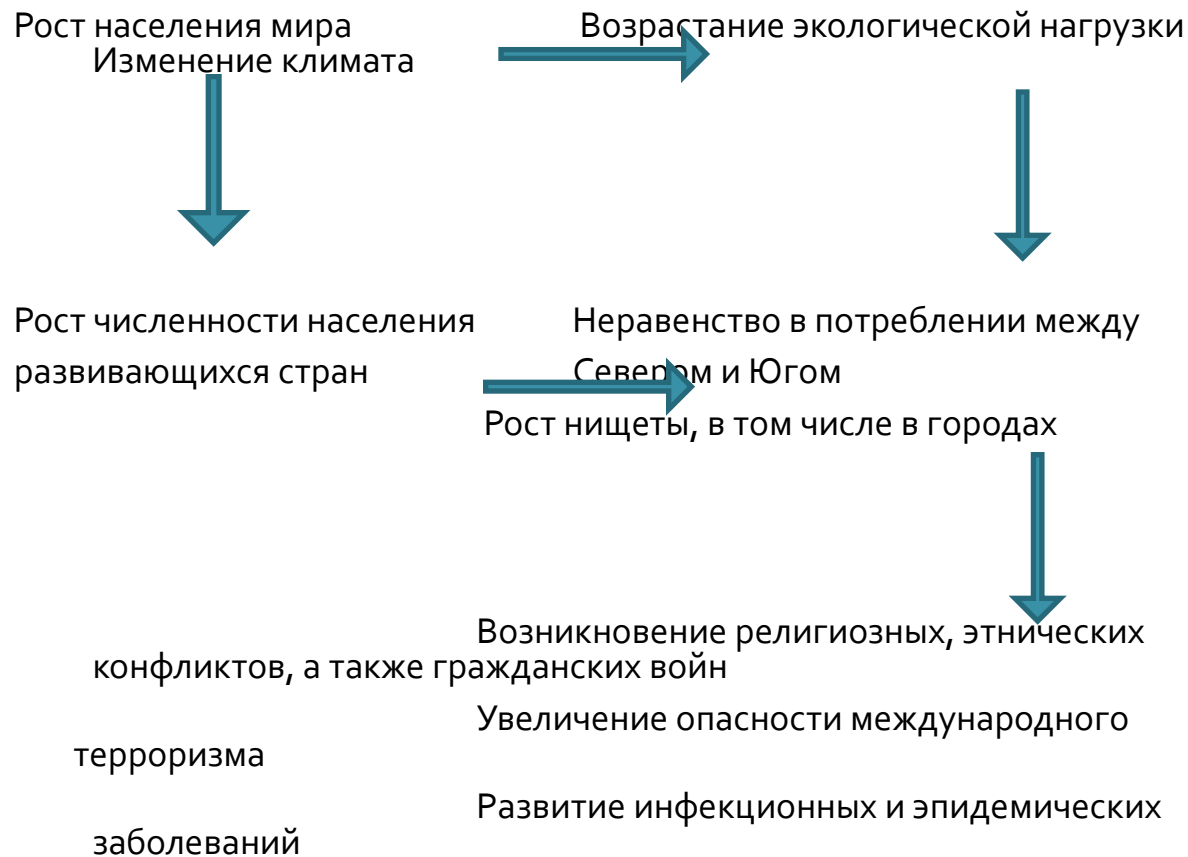 Рост населения мира Возрастание экологической нагрузки
Изменение климата
Рост численности населения Неравенство в потреблении между
развивающихся стран Севером и Югом
Рост нищеты, в том числе в городах
Возникновение религиозных, этнических
конфликтов, а также гражданских войн
Увеличение опасности международного
терроризма
Развитие инфекционных и эпидемических
заболеваний